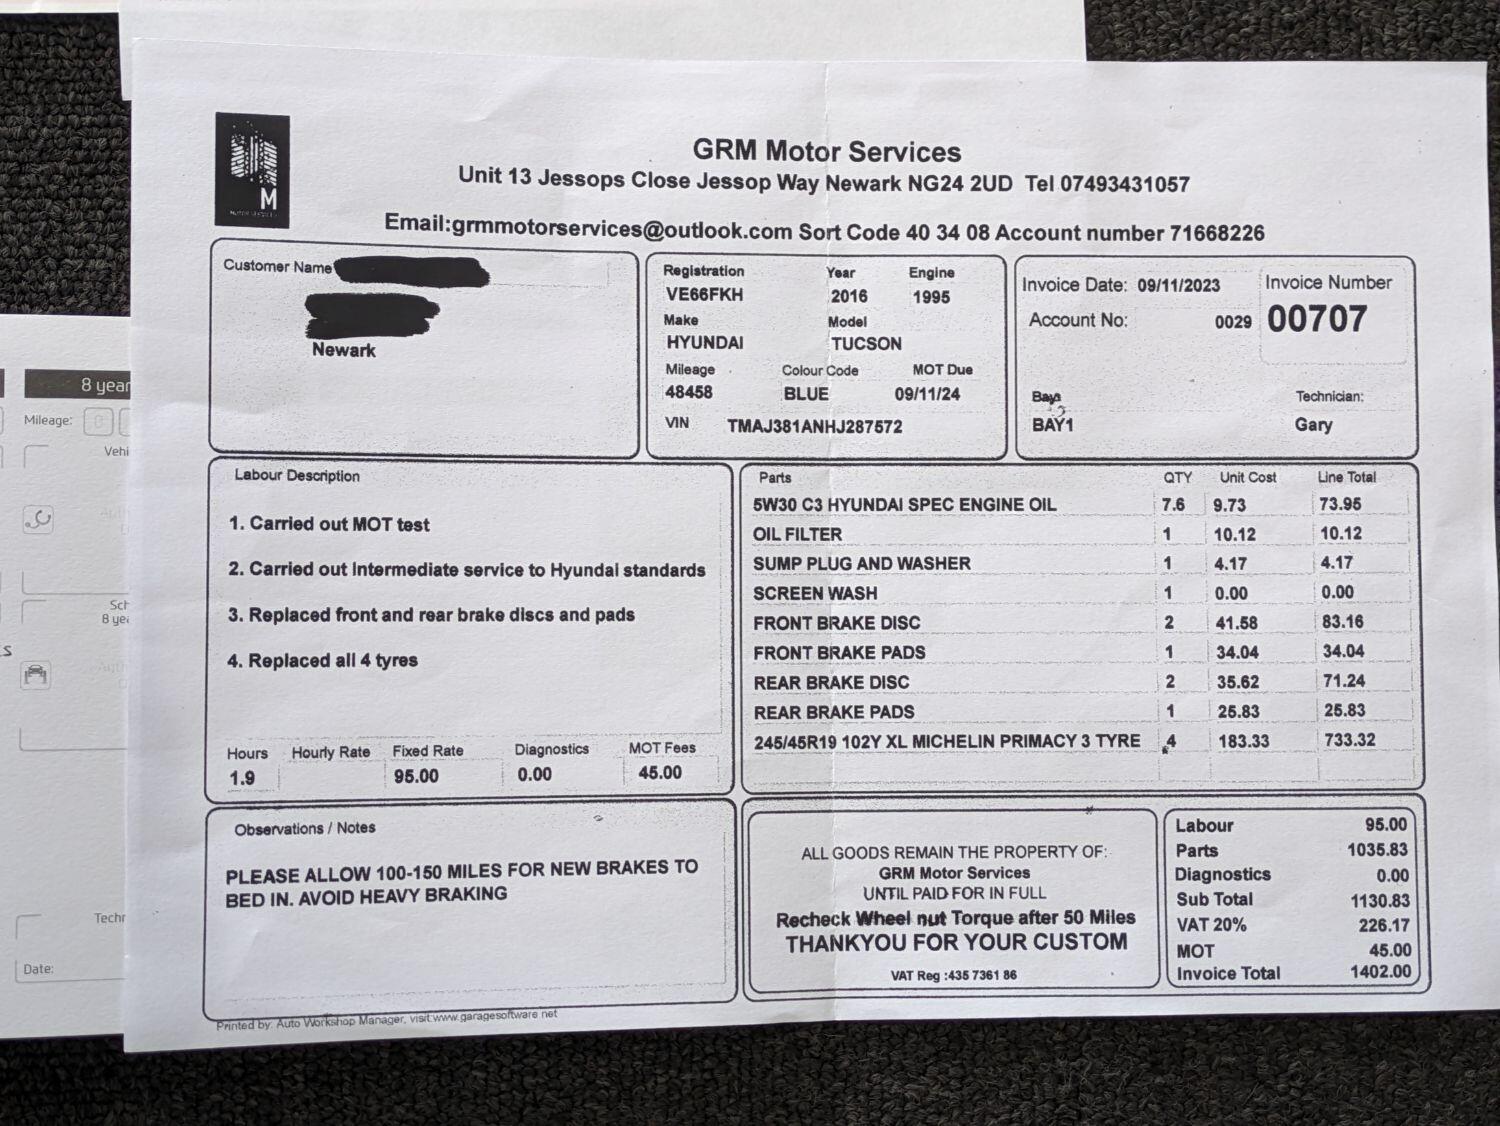 GRM Motor Services
Unit 13 Jessops Close Jessop Way Newark NG24 2UD Tel 07493431057
Email:grmmotorservices@outlook.com Sort Code 40 34 08 Account number 71668226
M
Customer Name
Newark
Registration Year Engine
VE66FKH 2016 1995
Make Model
HYUNDAI TUCSON
Mileage Colour Code MOT Due
48458 BLUE 09/11/24
VIN TMAJ381ANHJ287572
Invoice Date: 09/11/2023 Invoice Number
Account No: 0029 00707
Bays Technician:
BAY1 Gary
Labour Description
1. Carried out MOT test
2. Carried out Intermediate service to Hyundai standards
3. Replaced front and rear brake discs and pads
4. Replaced all 4 tyres
Hours Hourly Rate Fixed Rate Diagnostics MOT Fees
1.9 95.00 0.00 45.00
Parts QTY Unit Cost Line Total
5W30 C3 HYUNDAI SPEC ENGINE OIL 7.6 9.73 73.95
OIL FILTER 1 10.12 10.12
SUMP PLUG AND WASHER 1 4.17 4.17
SCREEN WASH 1 0.00 0.00
FRONT BRAKE DISC 2 41.58 83.16
FRONT BRAKE PADS 1 34.04 34.04
REAR BRAKE DISC 2 35.62 71.24
REAR BRAKE PADS 1 25.83 25.83
245/45R19 102Y XL MICHELIN PRIMACY 3 TYRE 4 183.33 733.32
Observations / Notes
PLEASE ALLOW 100-150 MILES FOR NEW BRAKES TO
BED IN. AVOID HEAVY BRAKING
ALL GOODS REMAIN THE PROPERTY OF:
GRM Motor Services
UNTIL PAID FOR IN FULL
Recheck Wheel nut Torque after 50 Miles
THANKYOU FOR YOUR CUSTOM
VAT Reg :435 7361 86
Labour 95.00
Parts 1035.83
Diagnostics 0.00
Sub Total 1130.83
VAT 20% 226.17
MOT 45.00
Invoice Total 1402.00
Printed by: Auto Workshop Manager, visit:www.garagesoftware.net
8 year
Mileage:
Vehi
Sch
8 yea
s
Techr
Date: